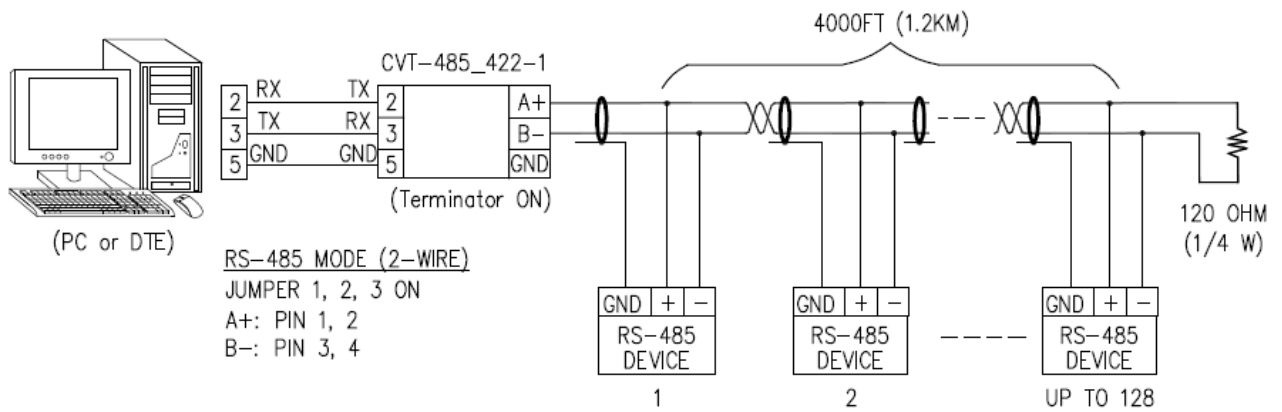 4000FT (1.2KM)
CVT-485_422-1
2 RX TX 2 A+
3 TX RX 3 B-
5 GND GND 5 GND
(Terminator ON)
(PC or DTE)
120 OHM
(1/4 W)
RS-485 MODE (2-WIRE)
JUMPER 1, 2, 3 ON
A+: PIN 1, 2
B-: PIN 3, 4
GND + -
RS-485
DEVICE
1
GND + -
RS-485
DEVICE
2
GND + -
RS-485
DEVICE
UP TO 128